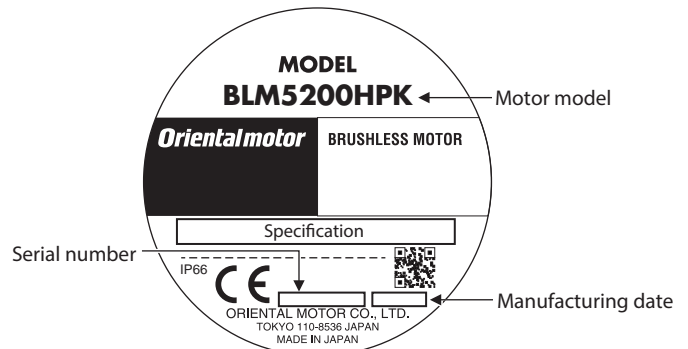 MODEL
BLM5200HPK
Motor model
Orientalmotor
BRUSHLESS MOTOR
Specification
Serial number
IP66
CE
Manufacturing date
ORIENTAL MOTOR CO., LTD.
TOKYO 110-8536 JAPAN
MADE IN JAPAN